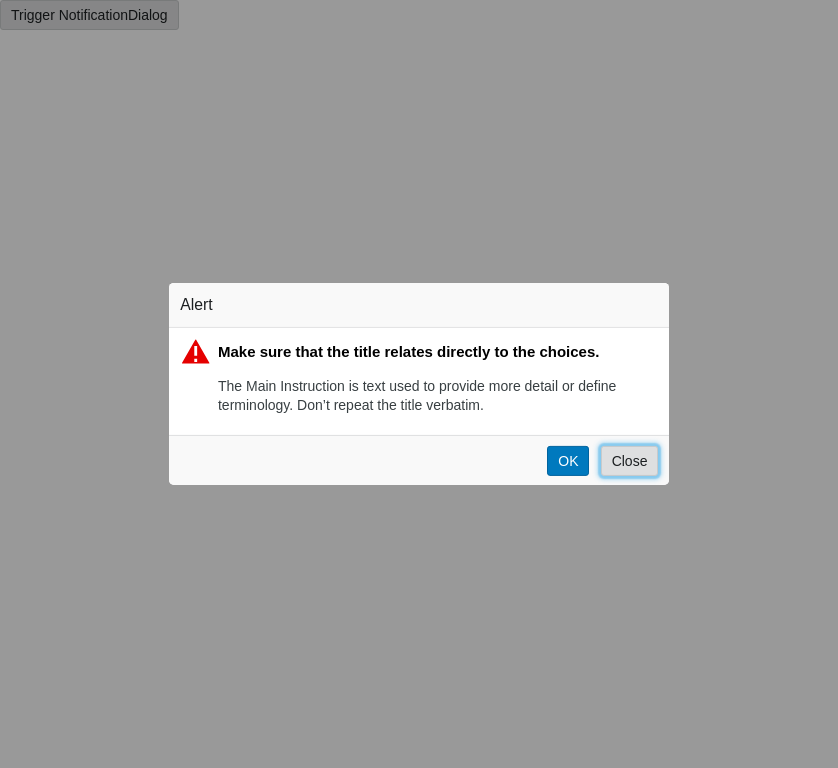 Trigger NotificationDialog
Alert
Make sure that the title relates directly to the choices.
The Main Instruction is text used to provide more detail or define
terminology. Don’t repeat the title verbatim.
OK Close